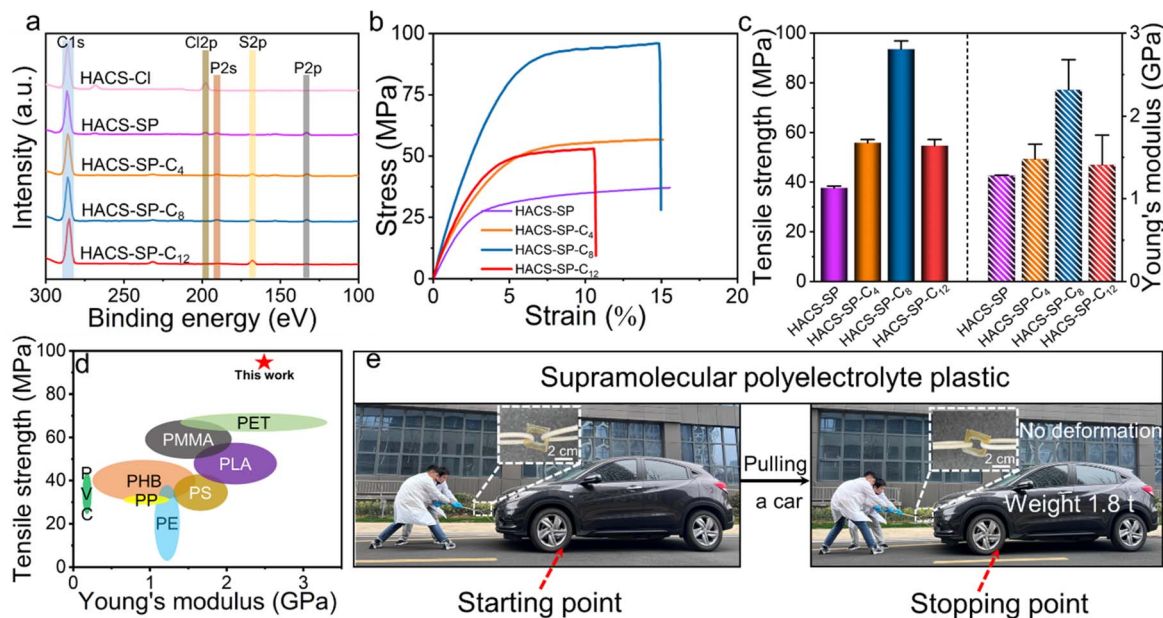 a
C1s
Cl2p
S2p
P2s
P2p
HACS-Cl
HACS-SP
HACS-SP-C₄
HACS-SP-C₈
HACS-SP-C₁₂
Intensity (a.u.)
300 250 200 150 100
Binding energy (eV)
b
Stress (MPa)
100
75
50
25
0
HACS-SP
HACS-SP-C₄
HACS-SP-C₈
HACS-SP-C₁₂
0 5 10 15 20
Strain (%)
c
Tensile strength (MPa)
100
80
60
40
20
0
HACS-SP
HACS-SP-C₄
HACS-SP-C₈
HACS-SP-C₁₂
HACS-SP
HACS-SP-C₄
HACS-SP-C₈
HACS-SP-C₁₂
3
2
1
0
Young's modulus (GPa)
d
Tensile strength (MPa)
100
80
60
40
20
0
This work
PET
PMMA
PLA
PHB
PVC
PP
PS
PE
0 1 2 3
Young's modulus (GPa)
e
Supramolecular polyelectrolyte plastic
2 cm
Pulling
a car
No deformation
2 cm
Weight 1.8 t
Starting point
Stopping point